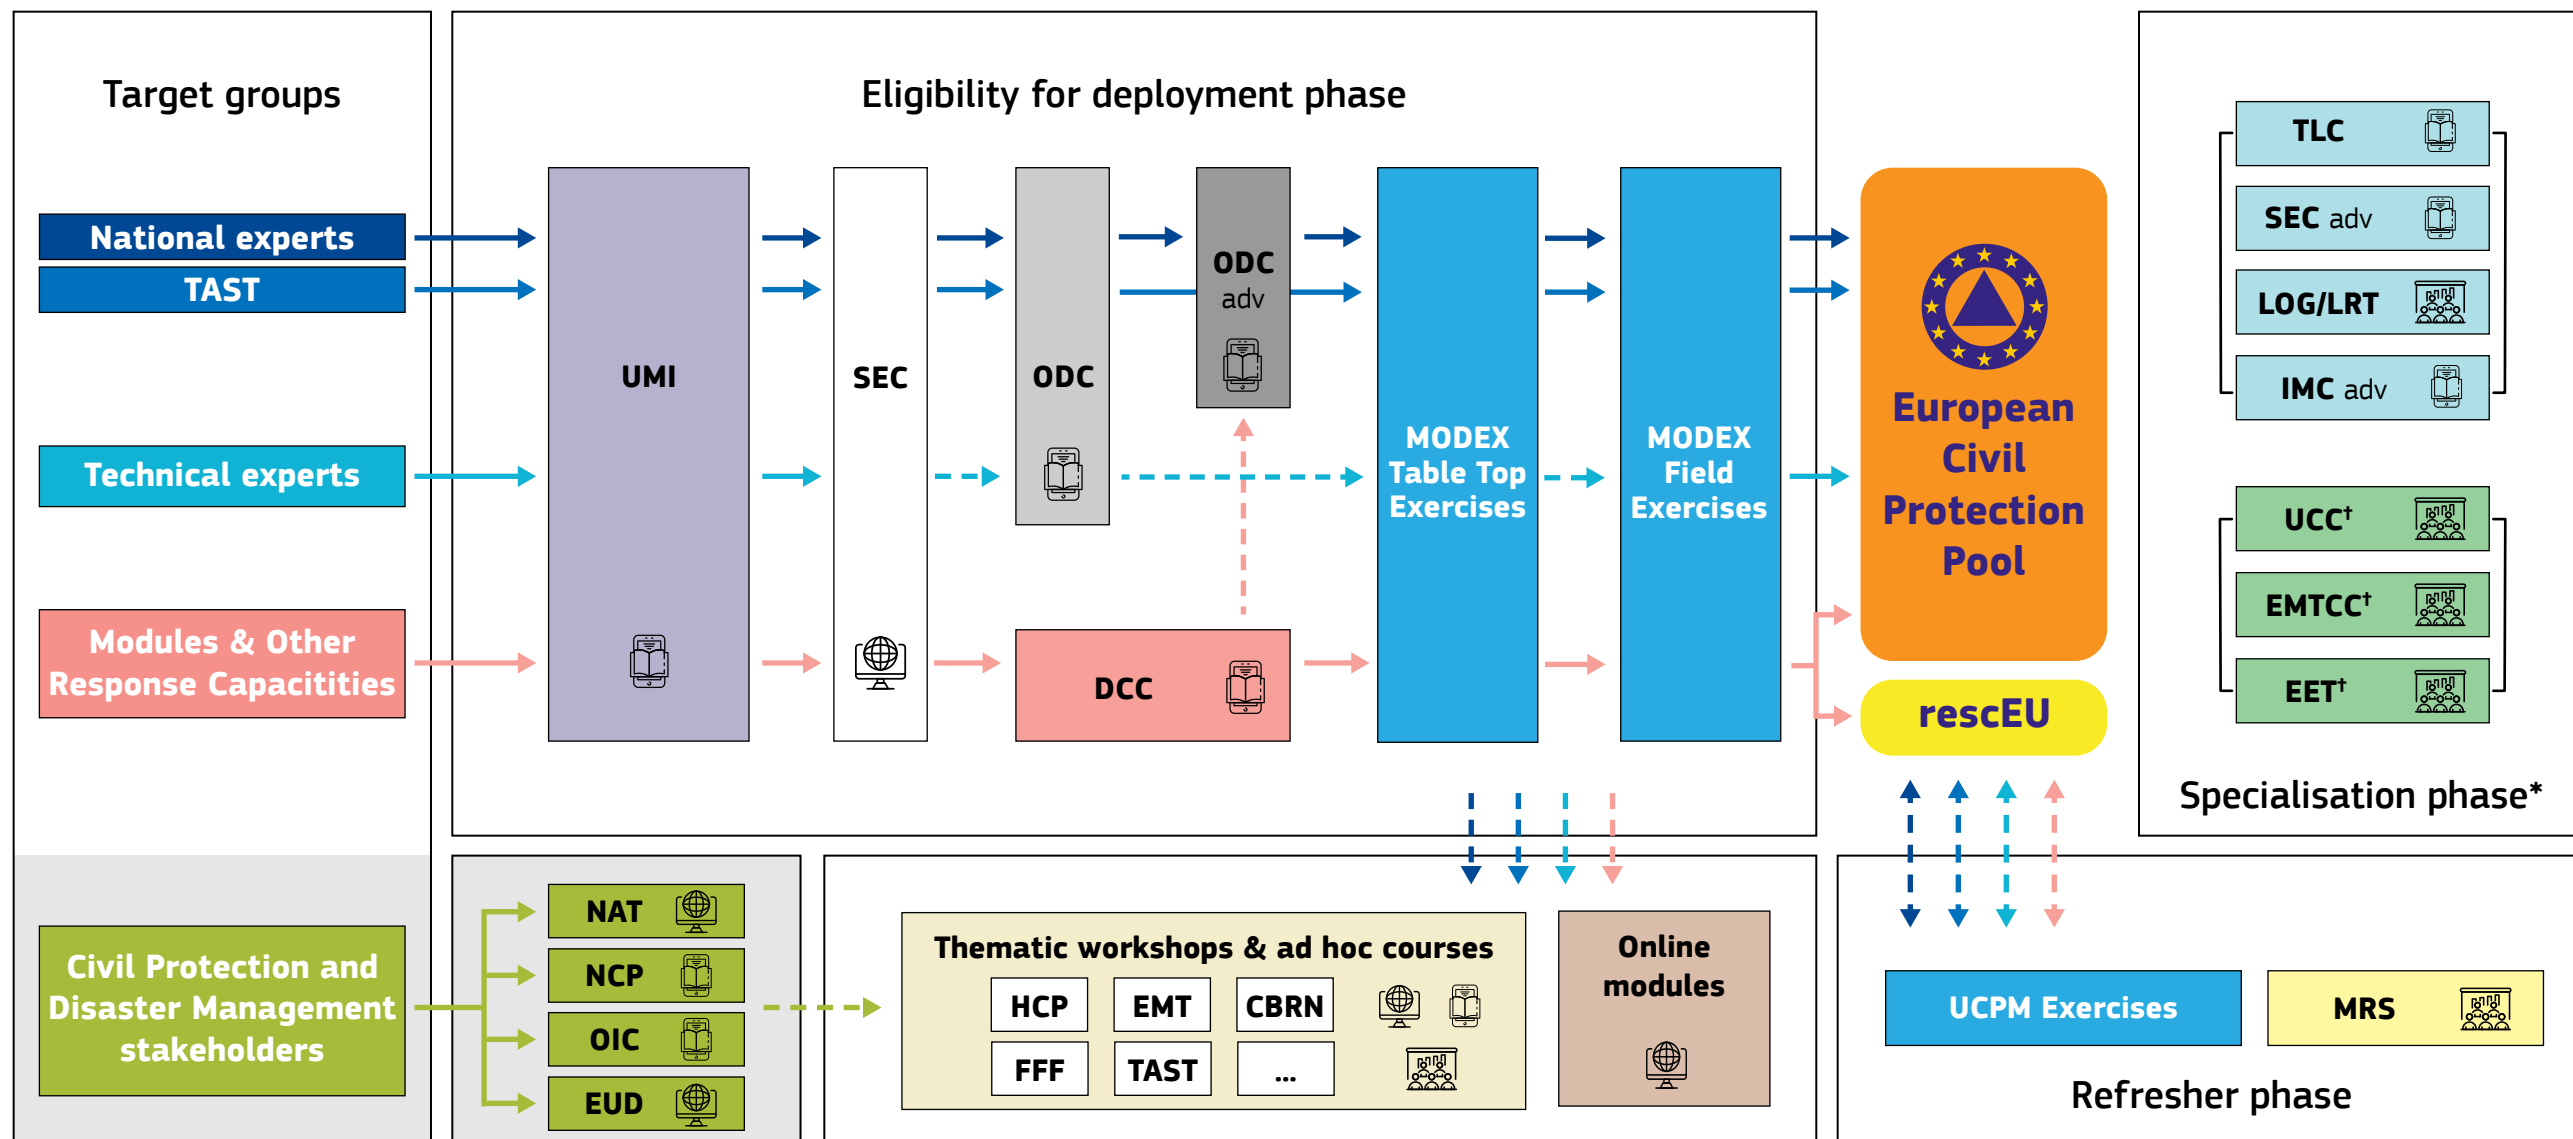 Target groups
National experts
TAST
Technical experts
Modules & Other
Response Capacitities
Civil Protection and
Disaster Management
stakeholders
Eligibility for deployment phase
UMI
SEC
ODC
ODC
adv
DCC
MODEX
Table Top
Exercises
MODEX
Field
Exercises
European
Civil
Protection
Pool
rescEU
TLC
SEC adv
LOG/LRT
IMC adv
UCC†
EMTCC†
EET†
Specialisation phase*
NAT
NCP
OIC
EUD
Thematic workshops & ad hoc courses
HCP
EMT
CBRN
FFF
TAST
...
Online
modules
UCPM Exercises
MRS
Refresher phase